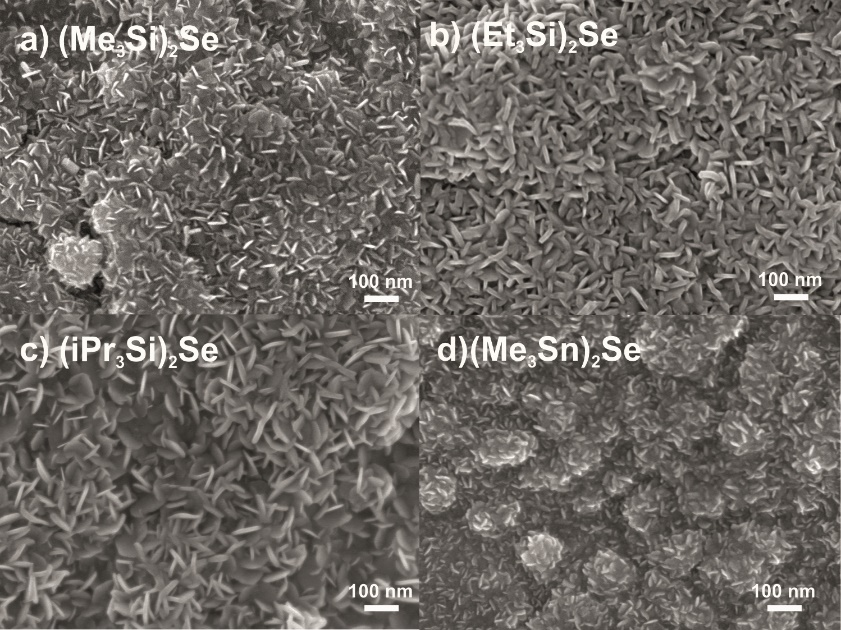 a) (Me₃Si)₂Se
b) (Et₃Si)₂Se
100 nm
100 nm
c) (iPr₃Si)₂Se
d)(Me₃Sn)₂Se
100 nm
100 nm